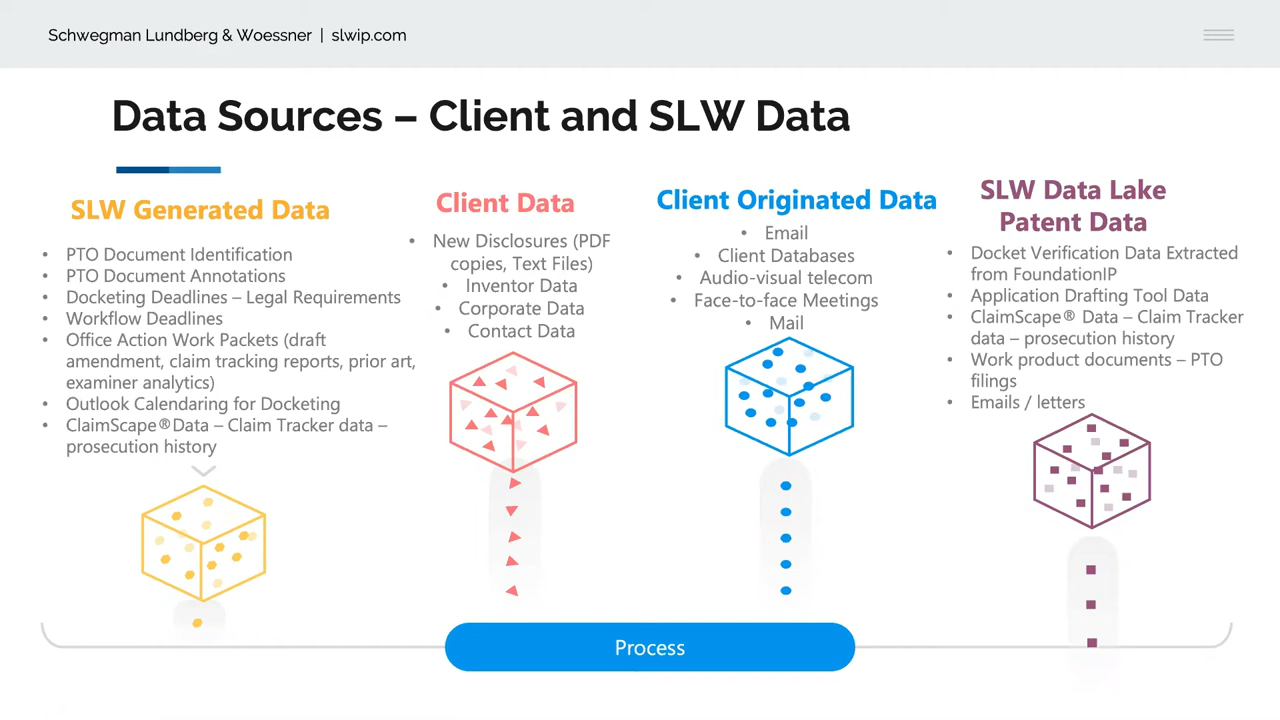 Schwegman Lundberg & Woessner | slwip.com
Data Sources – Client and SLW Data
SLW Generated Data
• PTO Document Identification
• PTO Document Annotations
• Docketing Deadlines – Legal Requirements
• Workflow Deadlines
• Office Action Work Packets (draft
amendment, claim tracking reports, prior art,
examiner analytics)
• Outlook Calendaring for Docketing
• ClaimScape®Data – Claim Tracker data –
prosecution history
Client Data
• New Disclosures (PDF
copies, Text Files)
• Inventor Data
• Corporate Data
• Contact Data
Client Originated Data
• Email
• Client Databases
• Audio-visual telecom
• Face-to-face Meetings
• Mail
SLW Data Lake
Patent Data
• Docket Verification Data Extracted
from FoundationIP
• Application Drafting Tool Data
• ClaimScape® Data – Claim Tracker
data – prosecution history
• Work product documents – PTO
filings
• Emails / letters
Process